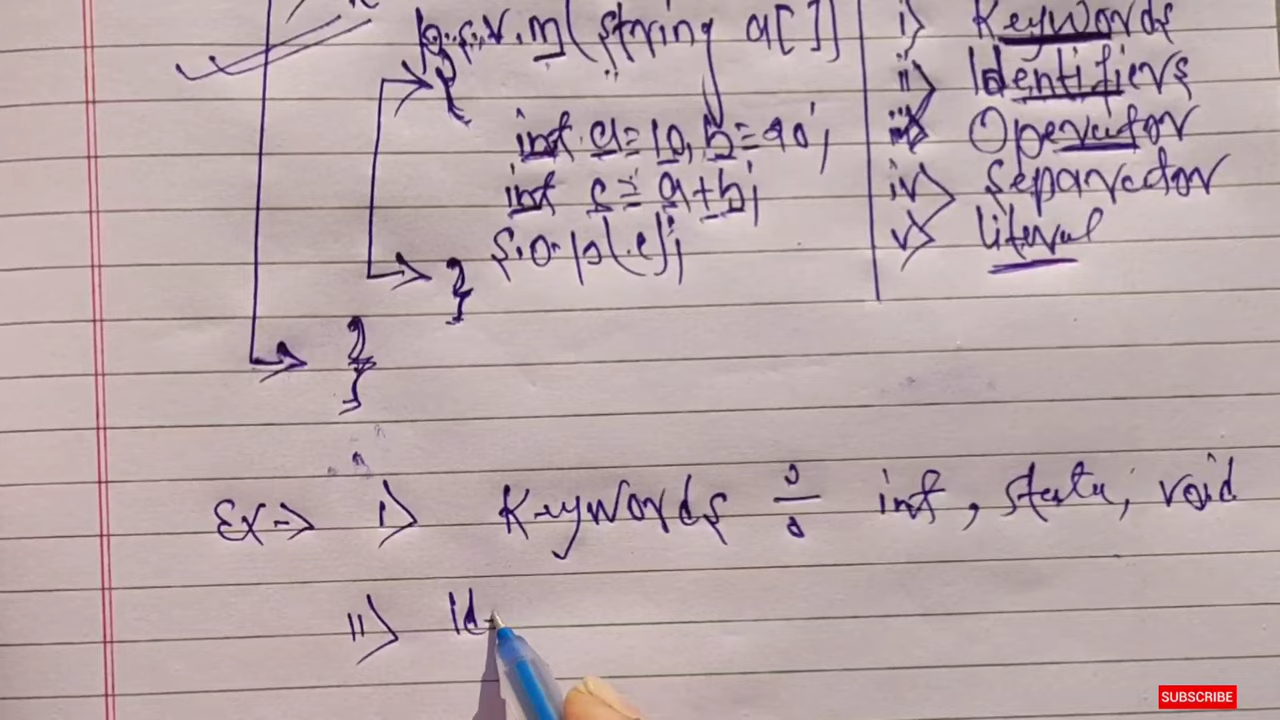 p.s.v.m(string a[])
{
int a=10, b=90;
int c=a+b;
s.o.p(c);
}
}
i) Keywords
ii) Identifiers
iii) Operator
iv) Separator
v) literal
Ex-> i) Keywords : int, static, void
ii) Id
SUBSCRIBE